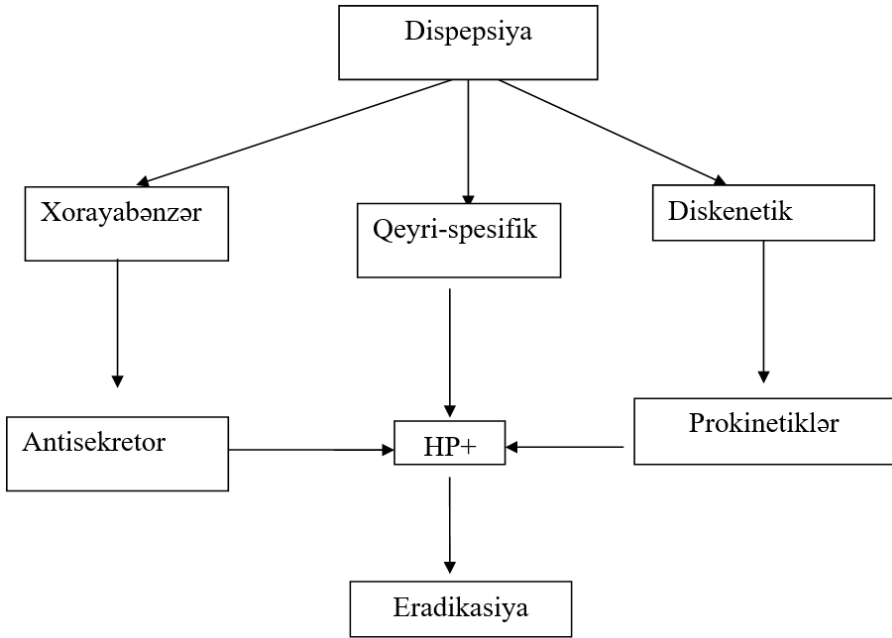 Dispepsiya
Xorayabənzər
Qeyri-spesifik
Diskenetik
Antisekretor
HP+
Prokinetiklər
Eradikasiya